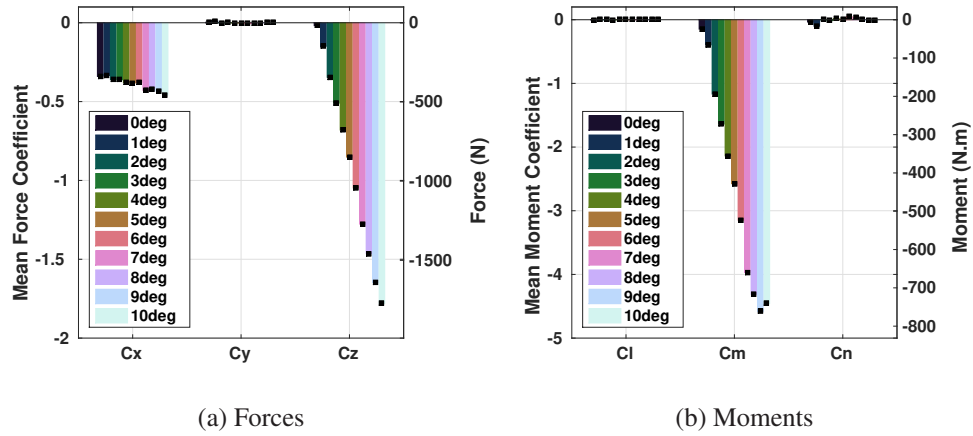 0
-0.5
-1
-1.5
-2
Mean Force Coefficient
0deg
1deg
2deg
3deg
4deg
5deg
6deg
7deg
8deg
9deg
10deg
Cx
Cy
Cz
0
-500
-1000
-1500
Force (N)
(a) Forces
0
-1
-2
-3
-4
-5
Mean Moment Coefficient
0deg
1deg
2deg
3deg
4deg
5deg
6deg
7deg
8deg
9deg
10deg
Cl
Cm
Cn
0
-100
-200
-300
-400
-500
-600
-700
-800
Moment (N.m)
(b) Moments